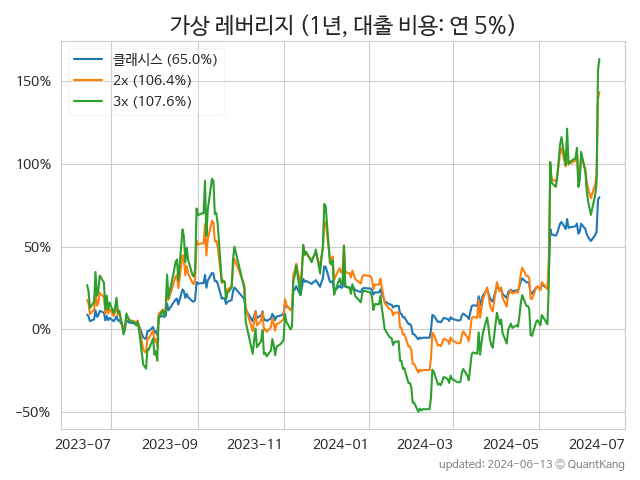 가상 레버리지 (1년, 대출 비용: 연 5%)
클래시스 (65.0%)
2x (106.4%)
3x (107.6%)
150%
100%
50%
0%
−50%
2023-07 2023-09 2023-11 2024-01 2024-03 2024-05 2024-07
updated: 2024-06-13 ⓒ QuantKang